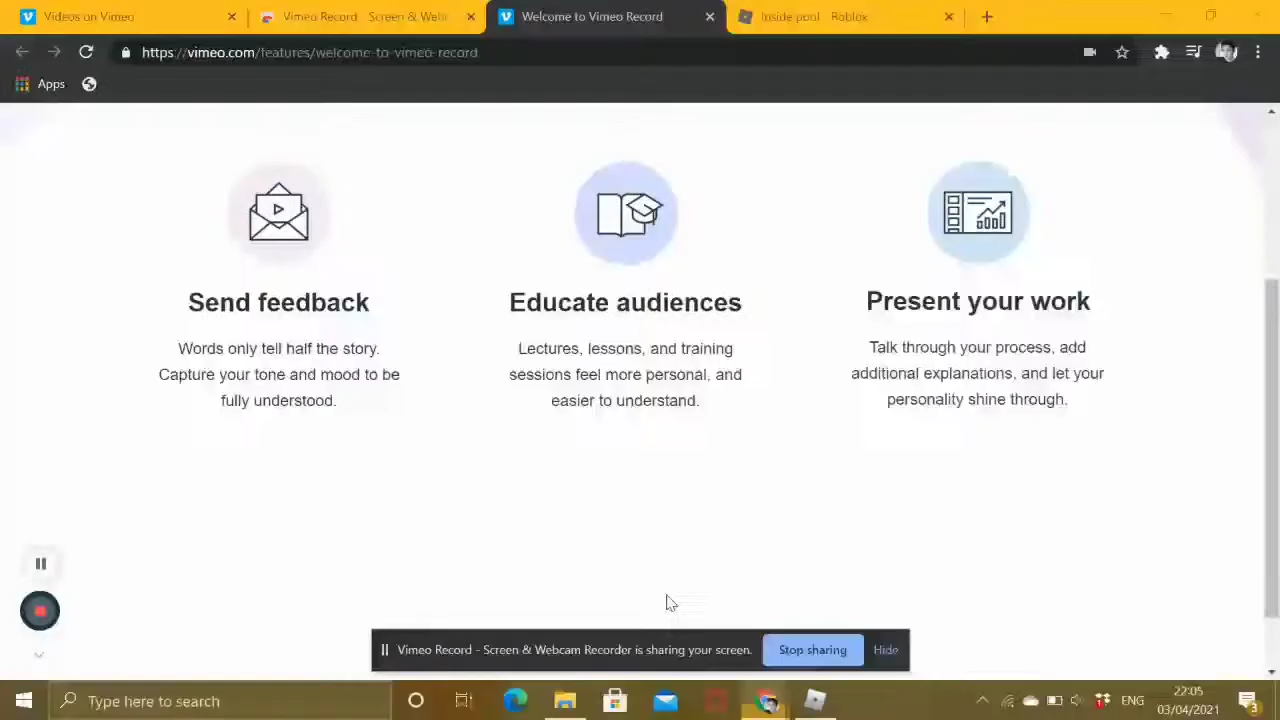 Videos on Vimeo
Vimeo Record
Screen & Web
Welcome to Vimeo Record
Inside pool
Roblox
https://vimeo.com/features/welcome-to-vimeo-record
Apps
Send feedback
Words only tell half the story.
Capture your tone and mood to be
fully understood.
Educate audiences
Lectures, lessons, and training
sessions feel more personal, and
easier to understand.
Present your work
Talk through your process, add
additional explanations, and let your
personality shine through.
Vimeo Record - Screen & Webcam Recorder is sharing your screen.
Stop sharing
Hide
Type here to search
ENG
22:05
03/04/2021
3